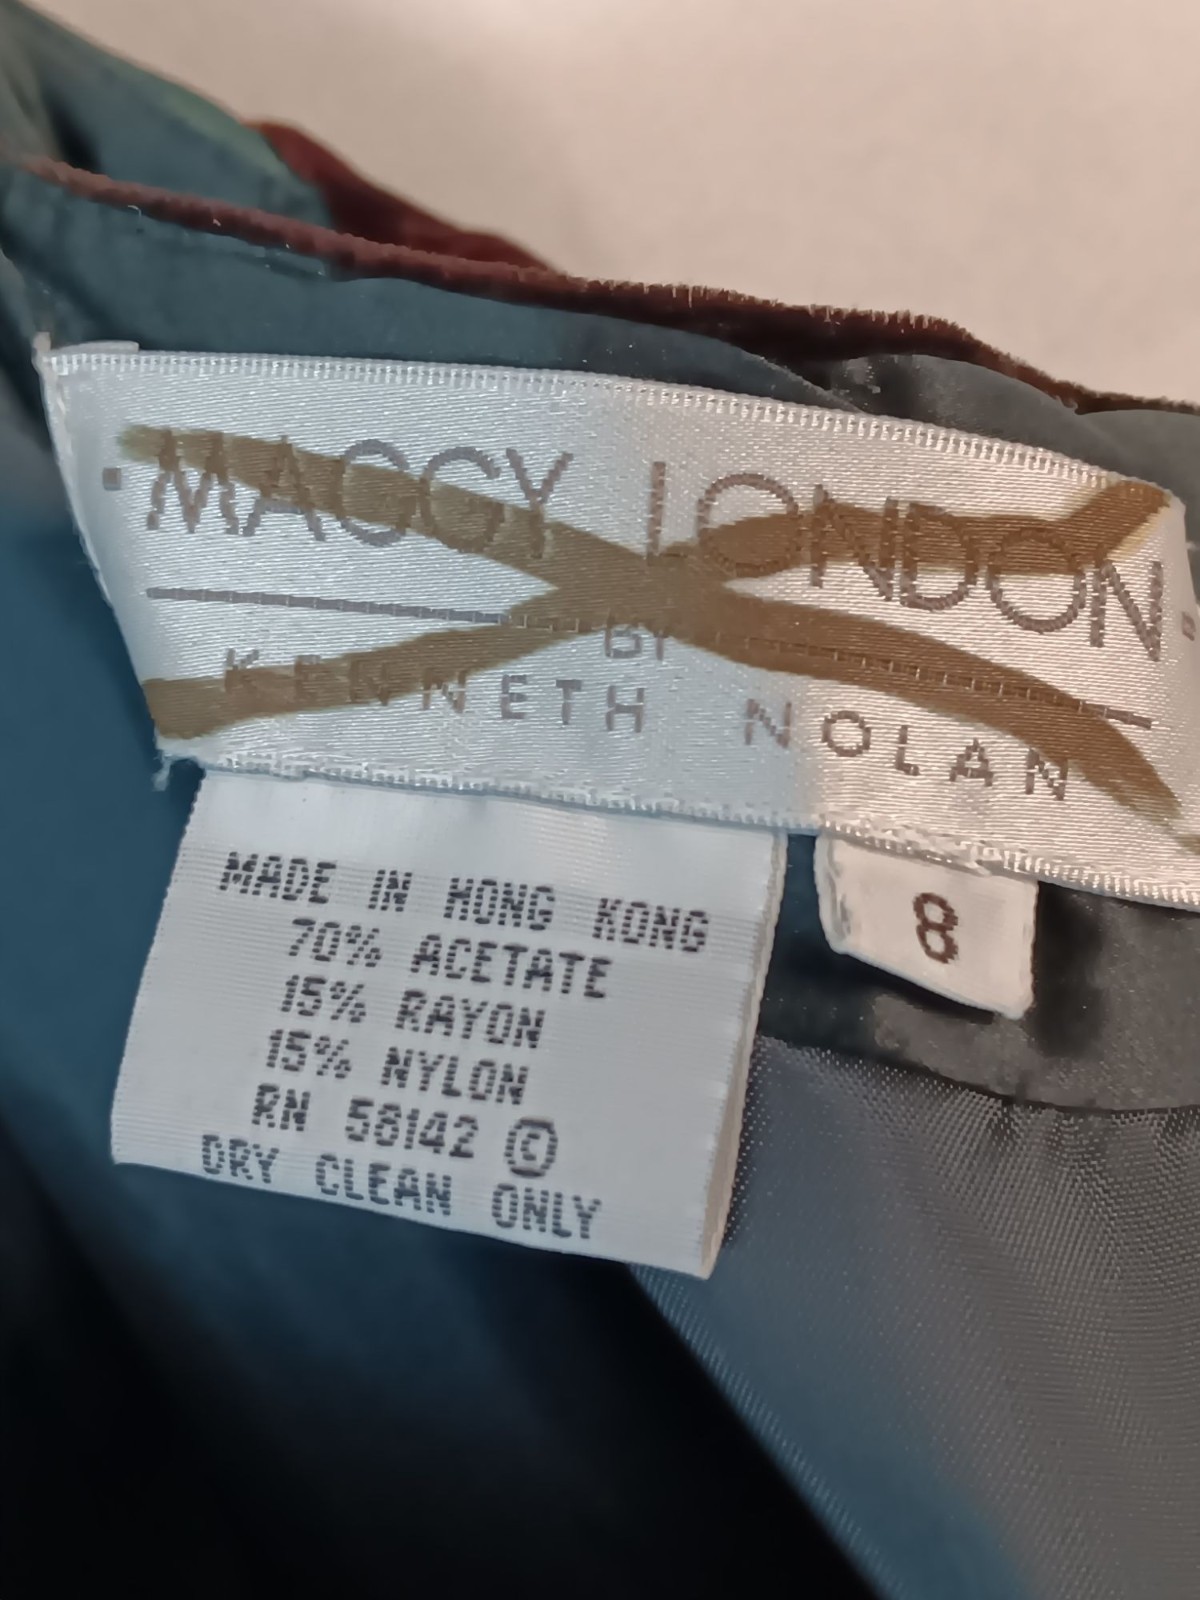 MAGGY LONDON
BY
KENNETH NOLAN
8
MADE IN HONG KONG
70% ACETATE
15% RAYON
15% NYLON
RN 58142 ②
DRY CLEAN ONLY